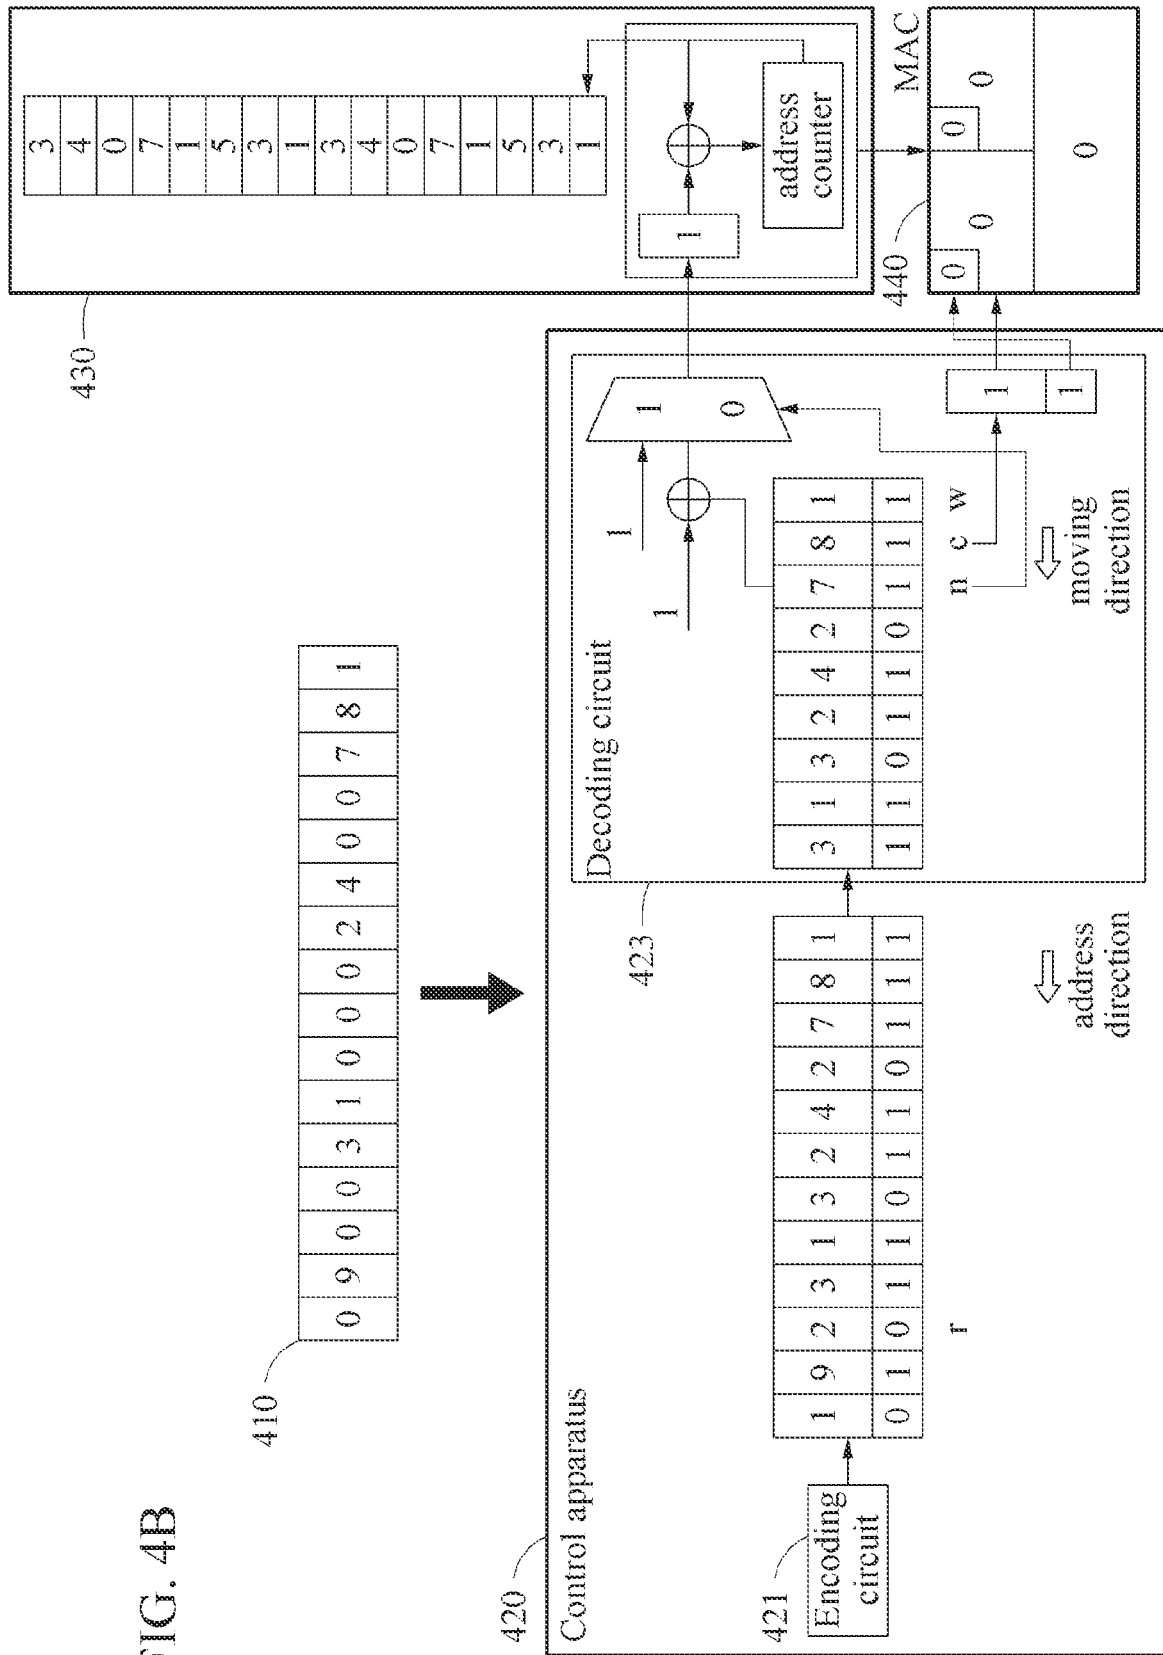 FIG. 4B
410
0 9 0 0 3 1 0 0 0 2 4 0 0 7 8 1
430
3
4
0
7
1
5
3
1
3
4
0
7
1
5
3
1
1
address
counter
420
Control apparatus
421
Encoding
circuit
1 9 2 3 1 3 2 4 2 7 8 1
0 1 0 1 1 0 1 1 0 1 1 1
r
address
direction
423
Decoding circuit
1
1
1
0
3 1 3 2 4 2 7 8 1
1 1 0 1 1 0 1 1 1
n c w
moving
direction
1
1
440
MAC
0 0
0 0
0